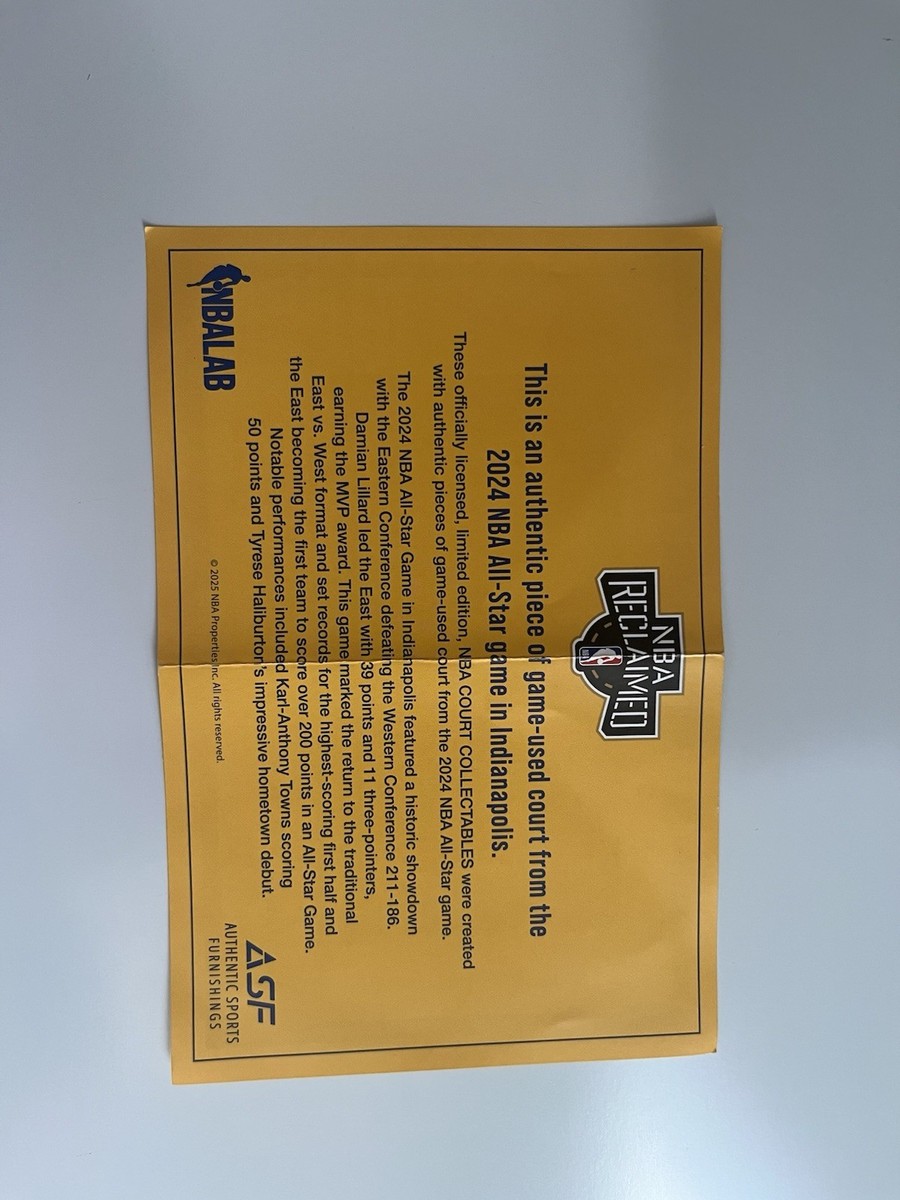 NBA
RECLAIMED
This is an authentic piece of game-used court from the
2024 NBA All-Star game in Indianapolis.
These officially licensed, limited edition, NBA COURT COLLECTABLES were created
with authentic pieces of game-used court from the 2024 NBA All-Star game.
The 2024 NBA All-Star Game in Indianapolis featured a historic showdown
with the Eastern Conference defeating the Western Conference 211-186.
Damian Lillard led the East with 39 points and 11 three-pointers,
earning the MVP award. This game marked the return to the traditional
East vs. West format and set records for the highest-scoring first half and
the East becoming the first team to score over 200 points in an All-Star Game.
Notable performances included Karl-Anthony Towns scoring
50 points and Tyrese Haliburton's impressive hometown debut.
NBALAB
© 2025 NBA Properties, Inc. All rights reserved.
ASF
AUTHENTIC SPORTS
FURNISHINGS